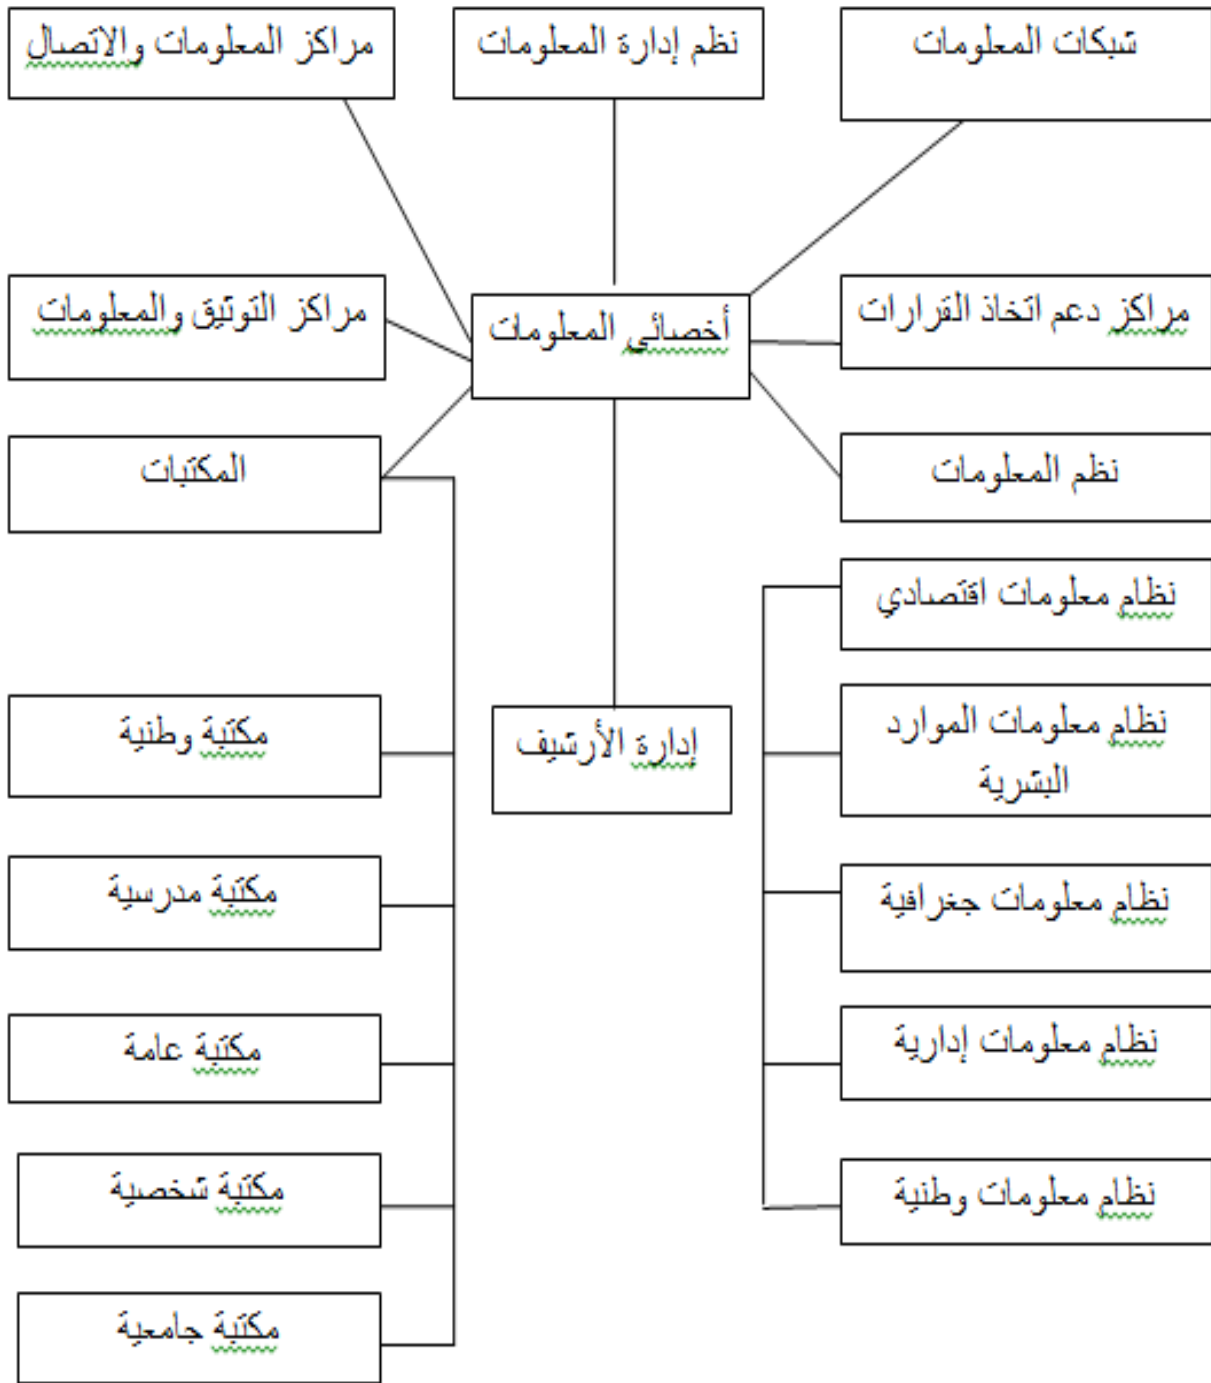 شبكات المعلومات
نظم إدارة المعلومات
مراكز المعلومات والاتصال
مراكز دعم اتخاذ القرارات
أخصائي المعلومات
مراكز التوثيق والمعلومات
نظم المعلومات
المكتبات
نظام معلومات اقتصادي
نظام معلومات الموارد
البشرية
إدارة الأرشيف
مكتبة وطنية
نظام معلومات جغرافية
مكتبة مدرسية
نظام معلومات إدارية
مكتبة عامة
نظام معلومات وطنية
مكتبة شخصية
مكتبة جامعية